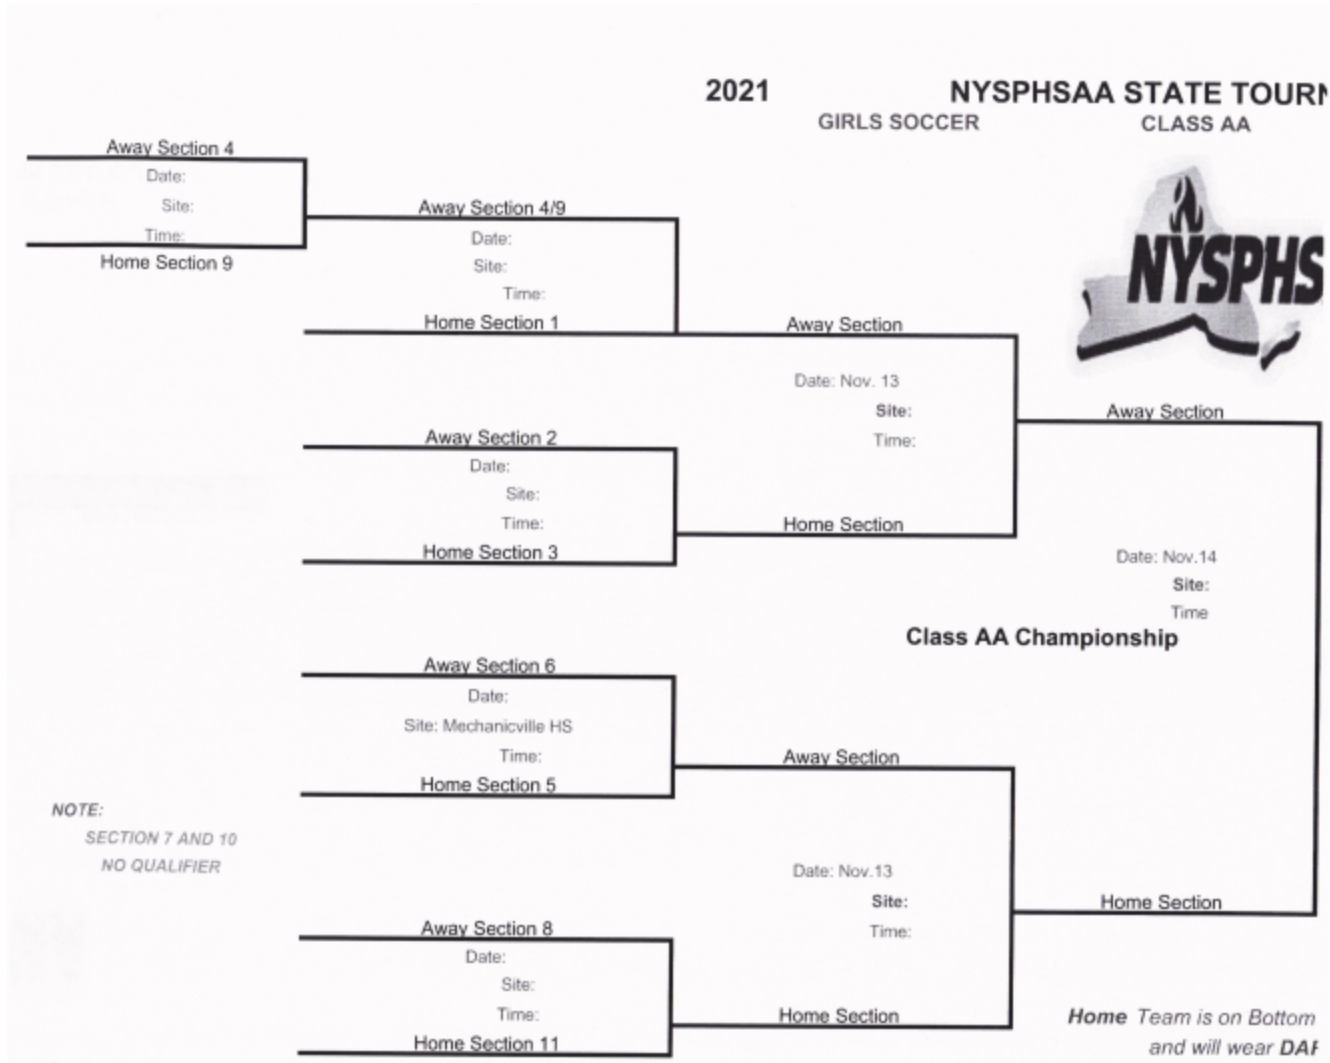 2021 NYSPHSAA STATE TOURN
GIRLS SOCCER CLASS AA
NYSPHS
Away Section 4
Date:
Site:
Time:
Home Section 9
Away Section 4/9
Date:
Site:
Time:
Home Section 1
Away Section 2
Date:
Site:
Time:
Home Section 3
Away Section
Date: Nov. 13
Site:
Time:
Home Section
Away Section
Date: Nov.14
Site:
Time
Class AA Championship
Away Section 6
Date:
Site: Mechanicville HS
Time:
Home Section 5
Away Section 8
Date:
Site:
Time:
Home Section 11
Away Section
Date: Nov.13
Site:
Time:
Home Section
Home Section
NOTE:
SECTION 7 AND 10
NO QUALIFIER
Home Team is on Bottom
and will wear